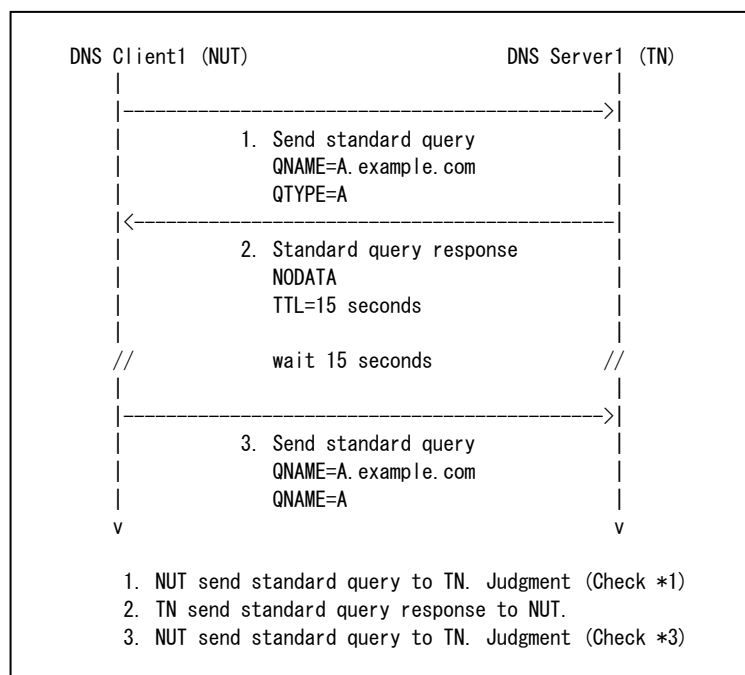 DNS Client1 (NUT) DNS Server1 (TN)
1. Send standard query
QNAME=A.example.com
QTYPE=A
2. Standard query response
NODATA
TTL=15 seconds
// wait 15 seconds //
3. Send standard query
QNAME=A.example.com
QNAME=A
1. NUT send standard query to TN. Judgment (Check *1)
2. TN send standard query response to NUT.
3. NUT send standard query to TN. Judgment (Check *3)